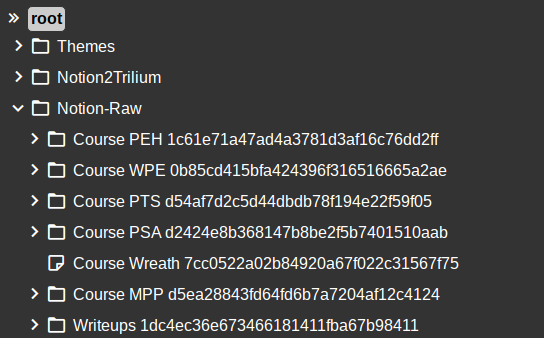 root
Themes
Notion2Trilium
Notion-Raw
Course PEH 1c61e71a47ad4a3781d3af16c76dd2ff
Course WPE 0b85cd415bfa424396f316516665a2ae
Course PTS d54af7d2c5d44dbdb78f194e22f59f05
Course PSA d2424e8b368147b8be2f5b7401510aab
Course Wreath 7cc0522a02b84920a67f022c31567f75
Course MPP d5ea28843fd64fd6b7a7204af12c4124
Writeups 1dc4ec36e673466181411fba67b98411